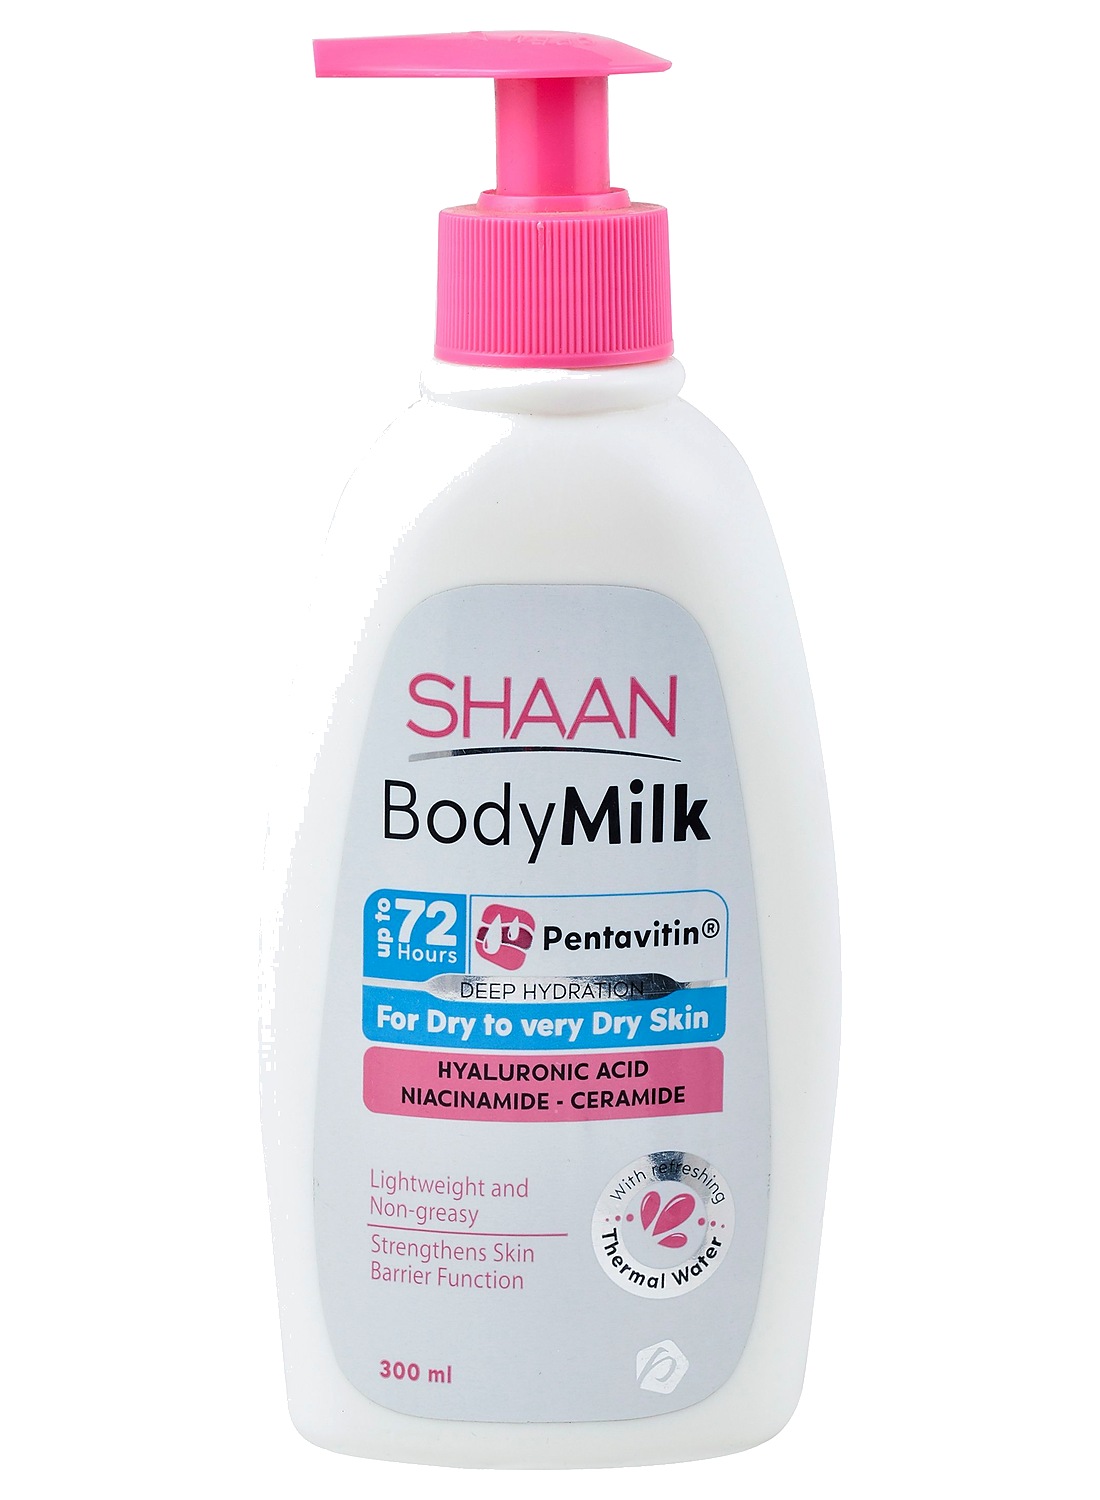 SHAAN
BodyMilk
up to 72 Hours
Pentavitin®
DEEP HYDRATION
For Dry to very Dry Skin
HYALURONIC ACID
NIACINAMIDE - CERAMIDE
Lightweight and
Non-greasy
Strengthens Skin
Barrier Function
With refreshing
Thermal Water
300 ml